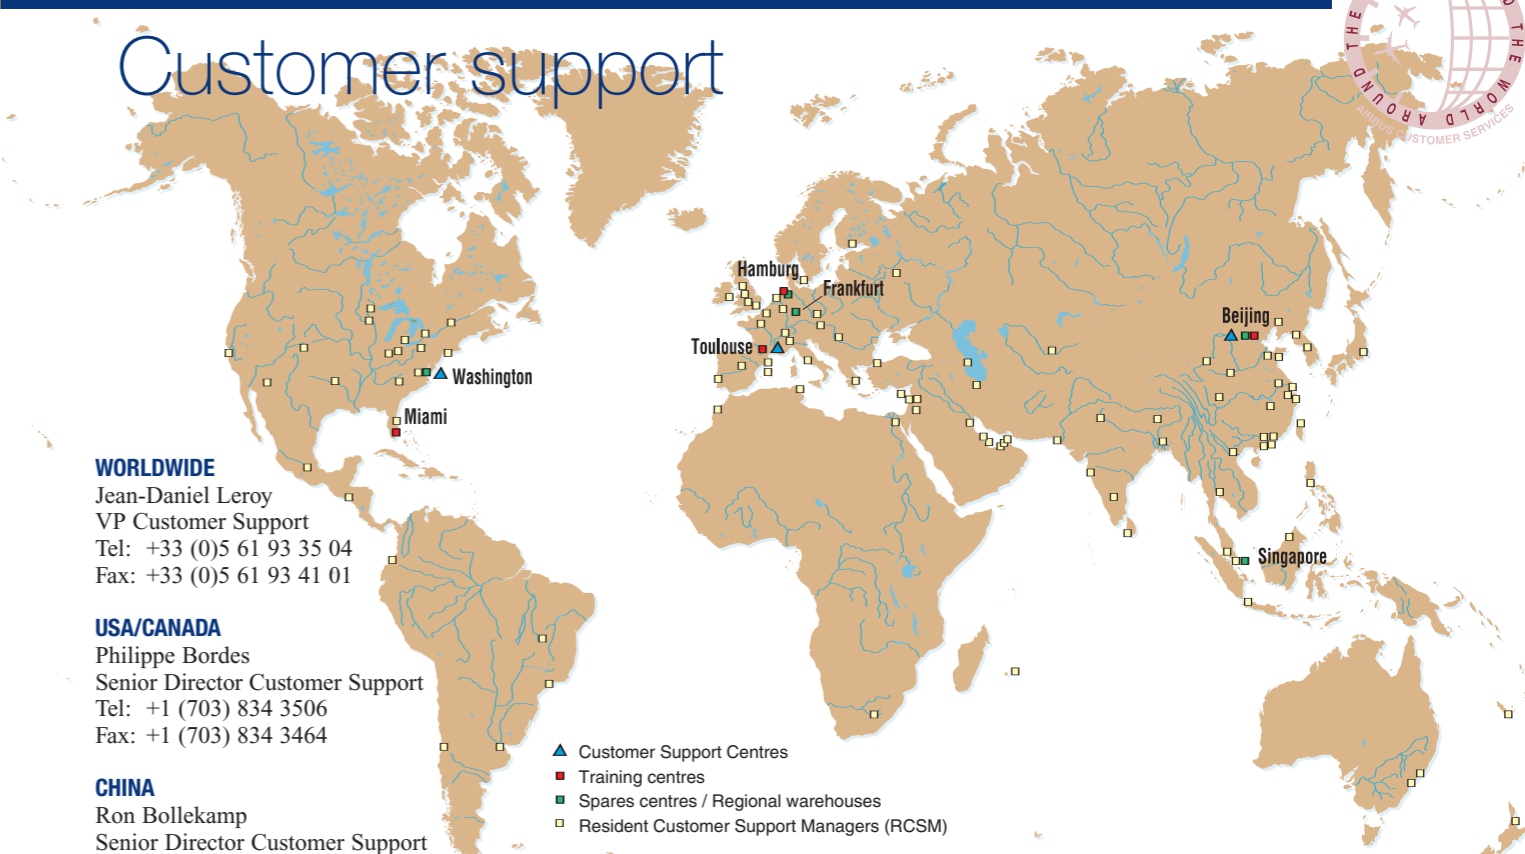 Customer support
AROUND THE
O THE WORLD
AIRBUS CUSTOMER SERVICES
Hamburg
Frankfurt
Toulouse
Beijing
Washington
Miami
Singapore
WORLDWIDE
Jean-Daniel Leroy
VP Customer Support
Tel: +33 (0)5 61 93 35 04
Fax: +33 (0)5 61 93 41 01
USA/CANADA
Philippe Bordes
Senior Director Customer Support
Tel: +1 (703) 834 3506
Fax: +1 (703) 834 3464
CHINA
Ron Bollekamp
Senior Director Customer Support
Customer Support Centres
Training centres
Spares centres / Regional warehouses
Resident Customer Support Managers (RCSM)